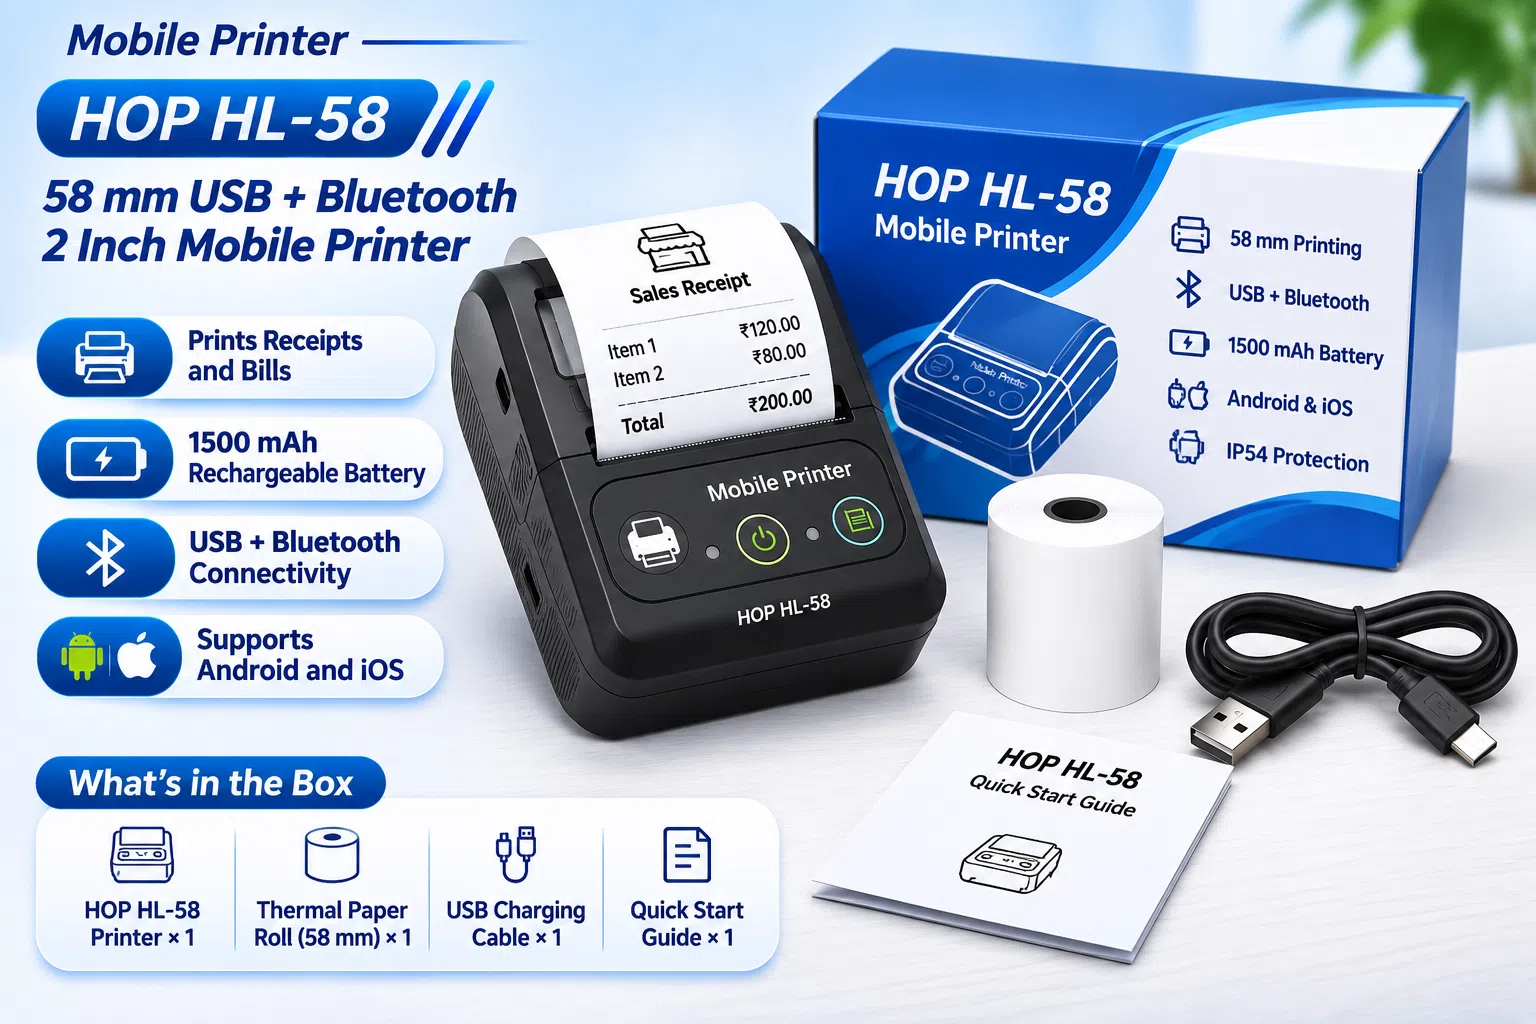 Mobile Printer
HOP HL-58
58 mm USB + Bluetooth
2 Inch Mobile Printer
Prints Receipts
and Bills
1500 mAh
Rechargeable Battery
USB + Bluetooth
Connectivity
Supports
Android and iOS
What's in the Box
HOP HL-58
Printer × 1
Thermal Paper
Roll (58 mm) × 1
USB Charging
Cable × 1
Quick Start
Guide × 1
Sales Receipt
Item 1 ₹120.00
Item 2 ₹80.00
Total ₹200.00
Mobile Printer
HOP HL-58
HOP HL-58
Mobile Printer
58 mm Printing
USB + Bluetooth
1500 mAh Battery
Android & iOS
IP54 Protection
Mobile Printer
HOP HL-58
Quick Start Guide